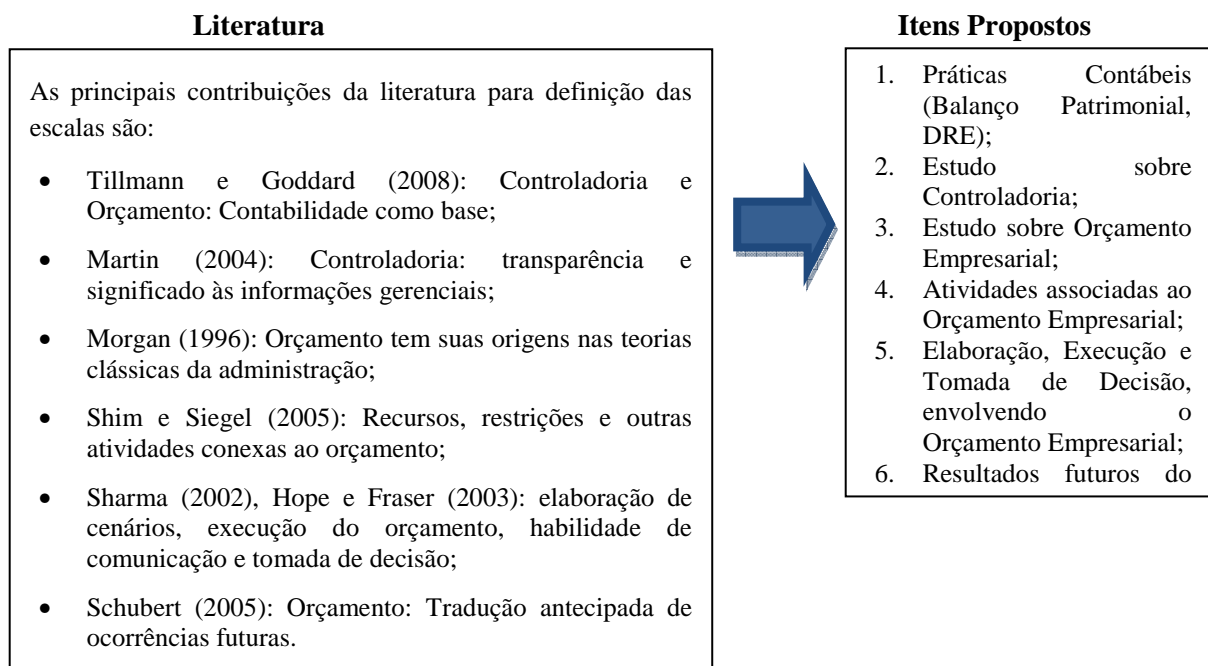 Literatura
As principais contribuições da literatura para definição das
escalas são:
• Tillmann e Goddard (2008): Controladoria e
Orçamento: Contabilidade como base;
• Martin (2004): Controladoria: transparência e
significado às informações gerenciais;
• Morgan (1996): Orçamento tem suas origens nas teorias
clássicas da administração;
• Shim e Siegel (2005): Recursos, restrições e outras
atividades conexas ao orçamento;
• Sharma (2002), Hope e Fraser (2003): elaboração de
cenários, execução do orçamento, habilidade de
comunicação e tomada de decisão;
• Schubert (2005): Orçamento: Tradução antecipada de
ocorrências futuras.
Itens Propostos
1. Práticas Contábeis
(Balanço Patrimonial,
DRE);
2. Estudo sobre
Controladoria;
3. Estudo sobre Orçamento
Empresarial;
4. Atividades associadas ao
Orçamento Empresarial;
5. Elaboração, Execução e
Tomada de Decisão,
envolvendo o
Orçamento Empresarial;
6. Resultados futuros do